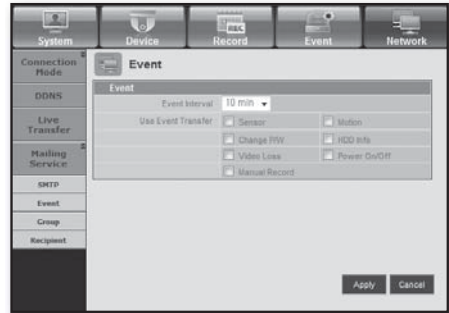 System Device Record Event Network
Connection Mode
DDNS
Live Transfer
Mailing Service
SMTP
Event
Group
Recipient
Event
Event
Event Interval 10 min
Use Event Transfer Sensor Motion
Change P/W HDD Info
Video Loss Power On/Off
Manual Record
Apply Cancel